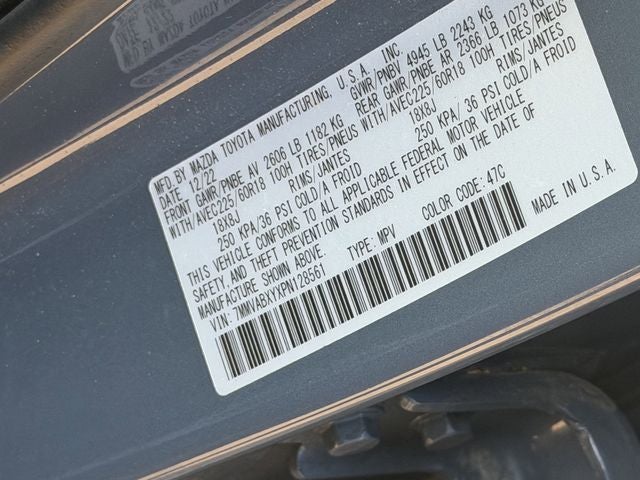 MFD BY MAZDA TOYOTA MANUFACTURING, U.S.A. INC.
DATE: 12/22 GVWR/PNBV 4945 LB 2243 KG
FRONT GAWR/PNBE AV 2606 LB 1182 KG REAR GAWR/PNBE AR 2366 LB 1073 KG
WITH/AVEC225/60R18 100H TIRES/PNEUS WITH/AVEC225/60R18 100H TIRES/PNEUS
18X8J RIMS/JANTES 18X8J RIMS/JANTES
250 KPA/36 PSI COLD/A FROID 250 KPA/ 36 PSI COLD/A FROID
THIS VEHICLE CONFORMS TO ALL APPLICABLE FEDERAL MOTOR VEHICLE
SAFETY, AND THEFT PREVENTION STANDARDS IN EFFECT ON THE DATE OF
MANUFACTURE SHOWN ABOVE.
VIN: 7MMVABXYXPN128561 TYPE: MPV COLOR CODE: 47C
MADE IN U.S.A.